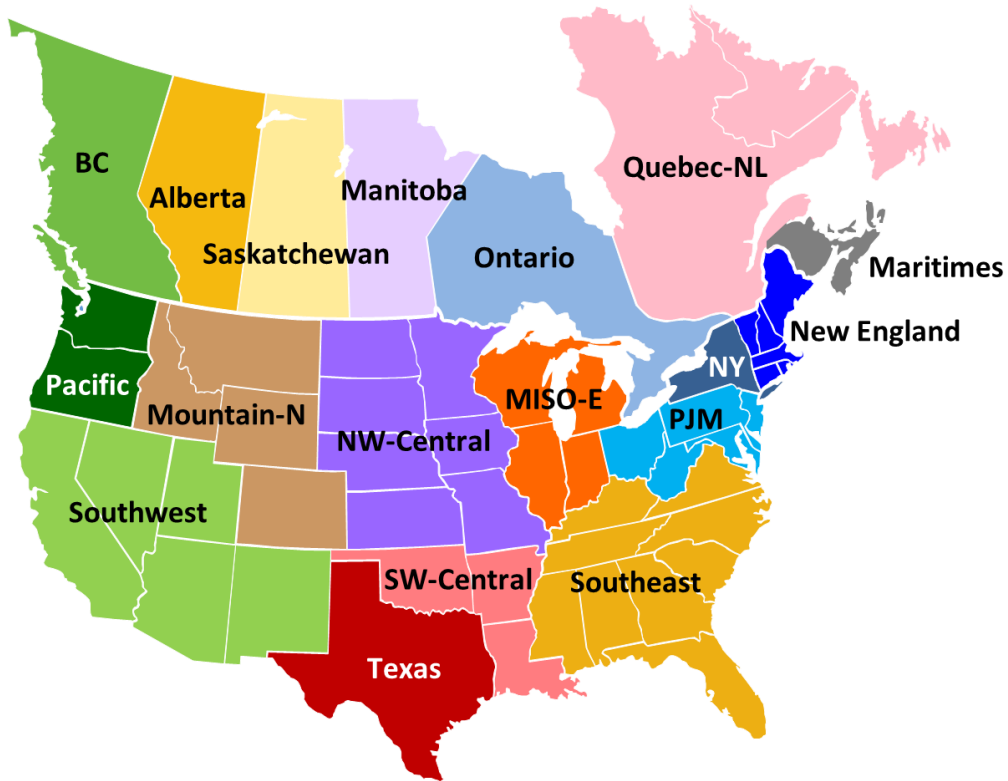 BC
Alberta
Saskatchewan
Manitoba
Ontario
Quebec-NL
Maritimes
New England
NY
Pacific
Mountain-N
NW-Central
MISO-E
PJM
Southwest
SW-Central
Southeast
Texas